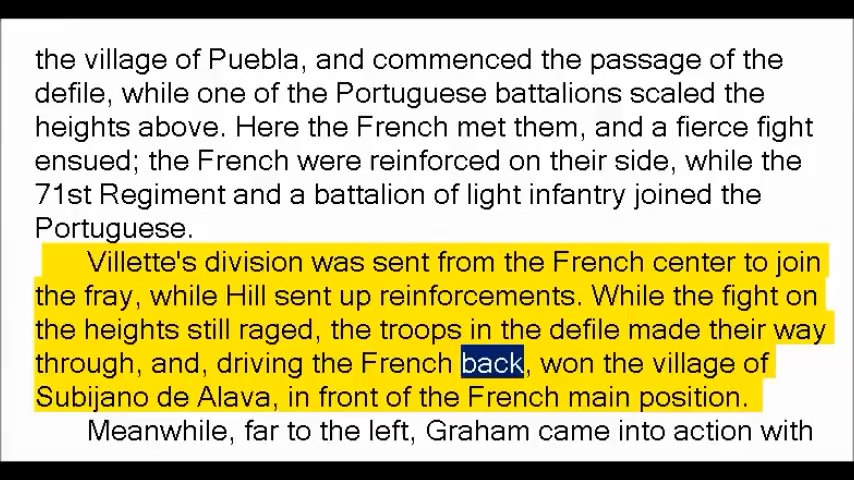 the village of Puebla, and commenced the passage of the
defile, while one of the Portuguese battalions scaled the
heights above. Here the French met them, and a fierce fight
ensued; the French were reinforced on their side, while the
71st Regiment and a battalion of light infantry joined the
Portuguese.
Villette's division was sent from the French center to join
the fray, while Hill sent up reinforcements. While the fight on
the heights still raged, the troops in the defile made their way
through, and, driving the French back, won the village of
Subijano de Alava, in front of the French main position.
Meanwhile, far to the left, Graham came into action with